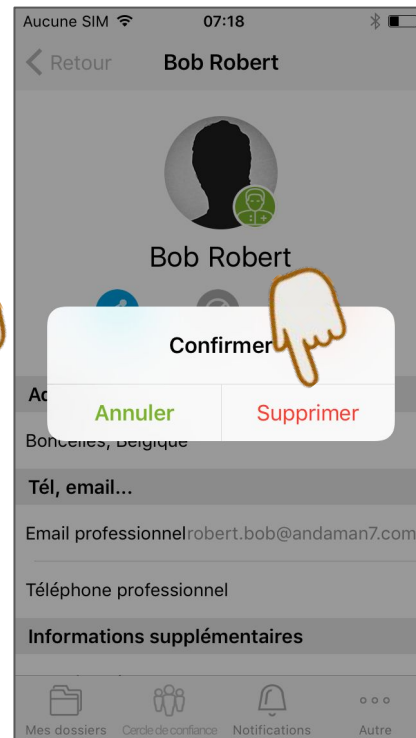 Aucune SIM 07:18
Retour Bob Robert
Bob Robert
Confirmer
Annuler Supprimer
Boncelles, Belgique
Tél, email...
Email professionnel robert.bob@andaman7.com
Téléphone professionnel
Informations supplémentaires
Mes dossiers Cercle de confiance Notifications Autre